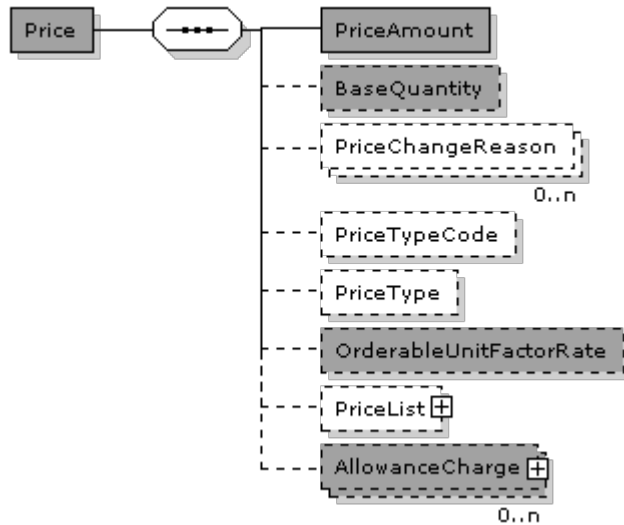 Price
PriceAmount
BaseQuantity
PriceChangeReason
0..n
PriceTypeCode
PriceType
OrderableUnitFactorRate
PriceList
AllowanceCharge
0..n